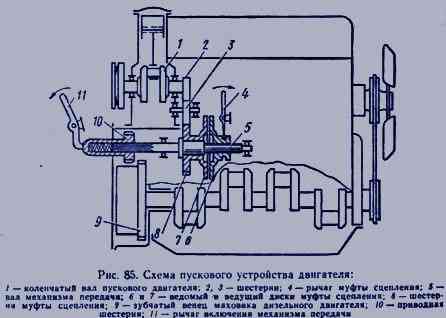 1
2
3
4
11
10
5
9
8
7
6
Рис. 85. Схема пускового устройства двигателя:
1 — коленчатый вал пускового двигателя; 2, 3 — шестерни; 4 — рычаг муфты сцепления; 5 —
вал механизма передачи; 6 и 7 — ведомый и ведущий диски муфты сцепления; 8 — шестер-
ня муфты сцепления; 9 — зубчатый венец маховика дизельного двигателя; 10 — приводная
шестерня; 11 — рычаг включения механизма передачи